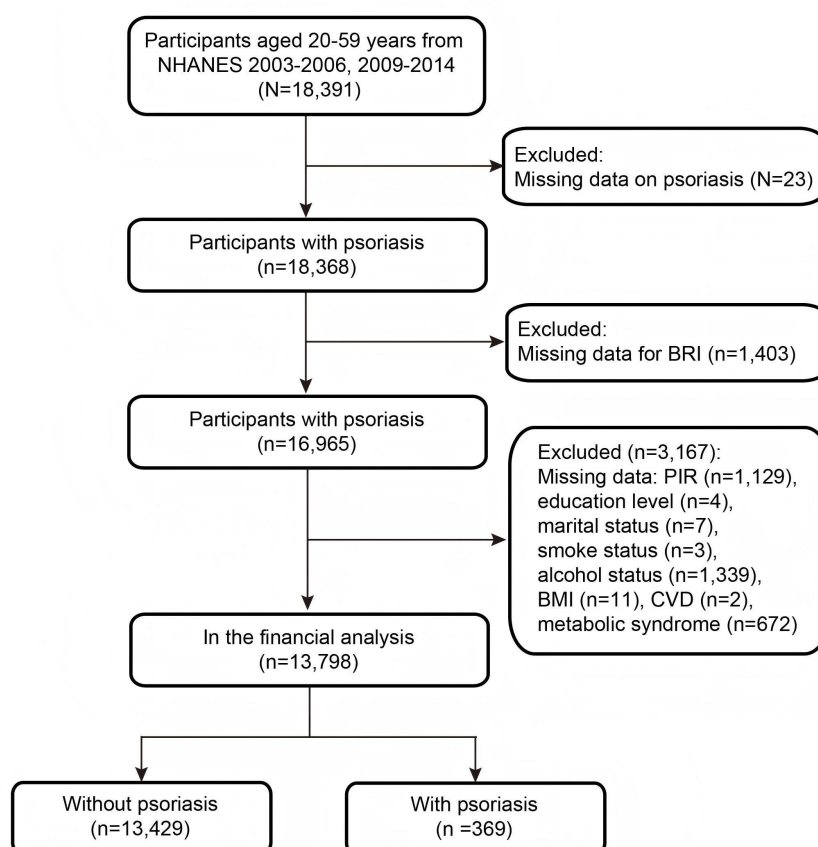 Participants aged 20-59 years from
NHANES 2003-2006, 2009-2014
(N=18,391)
Excluded:
Missing data on psoriasis (N=23)
Participants with psoriasis
(n=18,368)
Excluded:
Missing data for BRI (n=1,403)
Participants with psoriasis
(n=16,965)
Excluded (n=3,167):
Missing data: PIR (n=1,129),
education level (n=4),
marital status (n=7),
smoke status (n=3),
alcohol status (n=1,339),
BMI (n=11), CVD (n=2),
metabolic syndrome (n=672)
In the financial analysis
(n=13,798)
Without psoriasis
(n=13,429)
With psoriasis
(n =369)